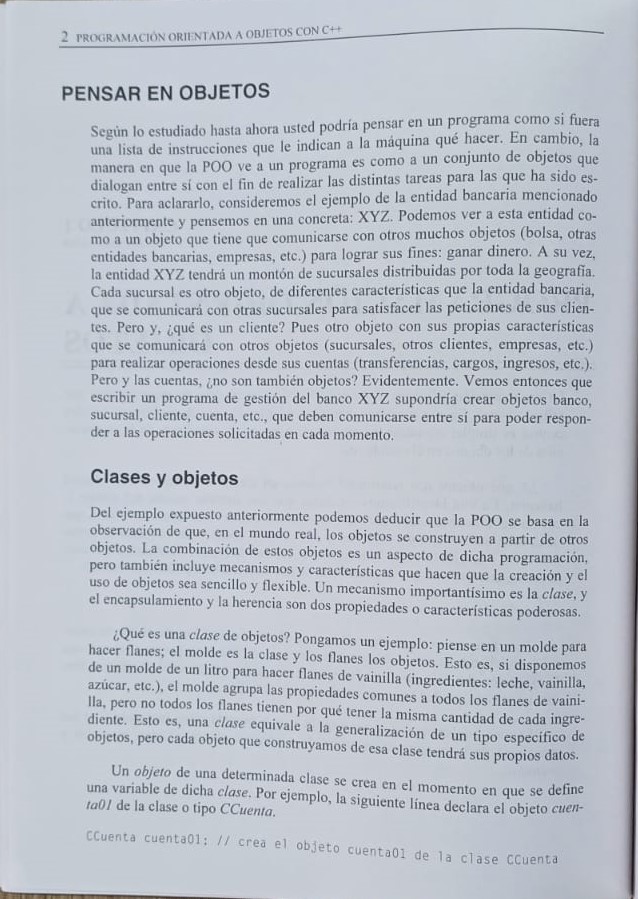 2 PROGRAMACIÓN ORIENTADA A OBJETOS CON C++
PENSAR EN OBJETOS
Según lo estudiado hasta ahora usted podría pensar en un programa como si fuera
una lista de instrucciones que le indican a la máquina qué hacer. En cambio, la
manera en que la POO ve a un programa es como a un conjunto de objetos que
dialogan entre sí con el fin de realizar las distintas tareas para las que ha sido es-
crito. Para aclararlo, consideremos el ejemplo de la entidad bancaria mencionado
anteriormente y pensemos en una concreta: XYZ. Podemos ver a esta entidad co-
mo a un objeto que tiene que comunicarse con otros muchos objetos (bolsa, otras
entidades bancarias, empresas, etc.) para lograr sus fines: ganar dinero. A su vez,
la entidad XYZ tendrá un montón de sucursales distribuidas por toda la geografía.
Cada sucursal es otro objeto, de diferentes características que la entidad bancaria,
que se comunicará con otras sucursales para satisfacer las peticiones de sus clien-
tes. Pero y, ¿qué es un cliente? Pues otro objeto con sus propias características
que se comunicará con otros objetos (sucursales, otros clientes, empresas, etc.)
para realizar operaciones desde sus cuentas (transferencias, cargos, ingresos, etc.).
Pero y las cuentas, ¿no son también objetos? Evidentemente. Vemos entonces que
escribir un programa de gestión del banco XYZ supondría crear objetos banco,
sucursal, cliente, cuenta, etc., que deben comunicarse entre sí para poder respon-
der a las operaciones solicitadas en cada momento.
Clases y objetos
Del ejemplo expuesto anteriormente podemos deducir que la POO se basa en la
observación de que, en el mundo real, los objetos se construyen a partir de otros
objetos. La combinación de estos objetos es un aspecto de dicha programación,
pero también incluye mecanismos y características que hacen que la creación y el
uso de objetos sea sencillo y flexible. Un mecanismo importantísimo es la clase, y
el encapsulamiento y la herencia son dos propiedades o características poderosas.
¿Qué es una clase de objetos? Pongamos un ejemplo: piense en un molde para
hacer flanes; el molde es la clase y los flanes los objetos. Esto es, si disponemos
de un molde de un litro para hacer flanes de vainilla (ingredientes: leche, vainilla,
azúcar, etc.), el molde agrupa las propiedades comunes a todos los flanes de vaini-
lla, pero no todos los flanes tienen por qué tener la misma cantidad de cada ingre-
diente. Esto es, una clase equivale a la generalización de un tipo específico de
objetos, pero cada objeto que construyamos de esa clase tendrá sus propios datos.
Un objeto de una determinada clase se crea en el momento en que se define
una variable de dicha clase. Por ejemplo, la siguiente línea declara el objeto cuen-
ta01 de la clase o tipo CCuenta.
CCuenta cuenta01; // crea el objeto cuenta01 de la clase CCuenta